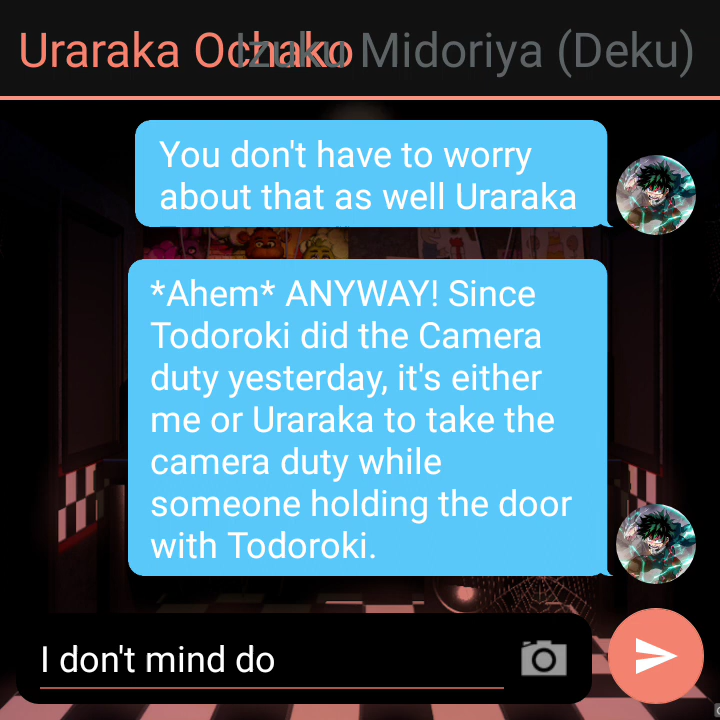 Uraraka Ochako Izuku Midoriya (Deku)
You don't have to worry
about that as well Uraraka
*Ahem* ANYWAY! Since
Todoroki did the Camera
duty yesterday, it's either
me or Uraraka to take the
camera duty while
someone holding the door
with Todoroki.
I don't mind do